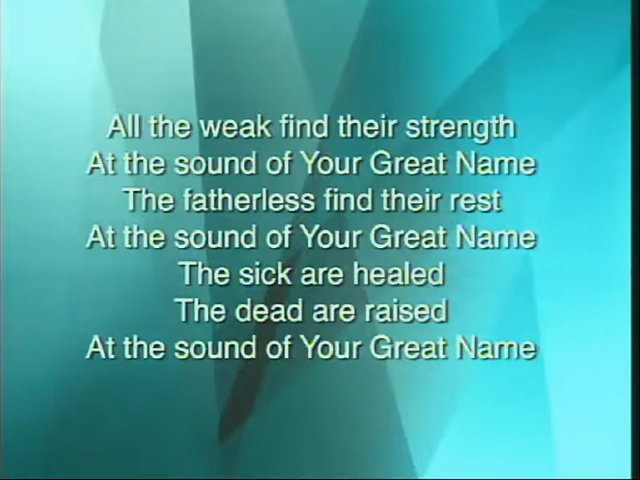 All the weak find their strength
At the sound of Your Great Name
The fatherless find their rest
At the sound of Your Great Name
The sick are healed
The dead are raised
At the sound of Your Great Name